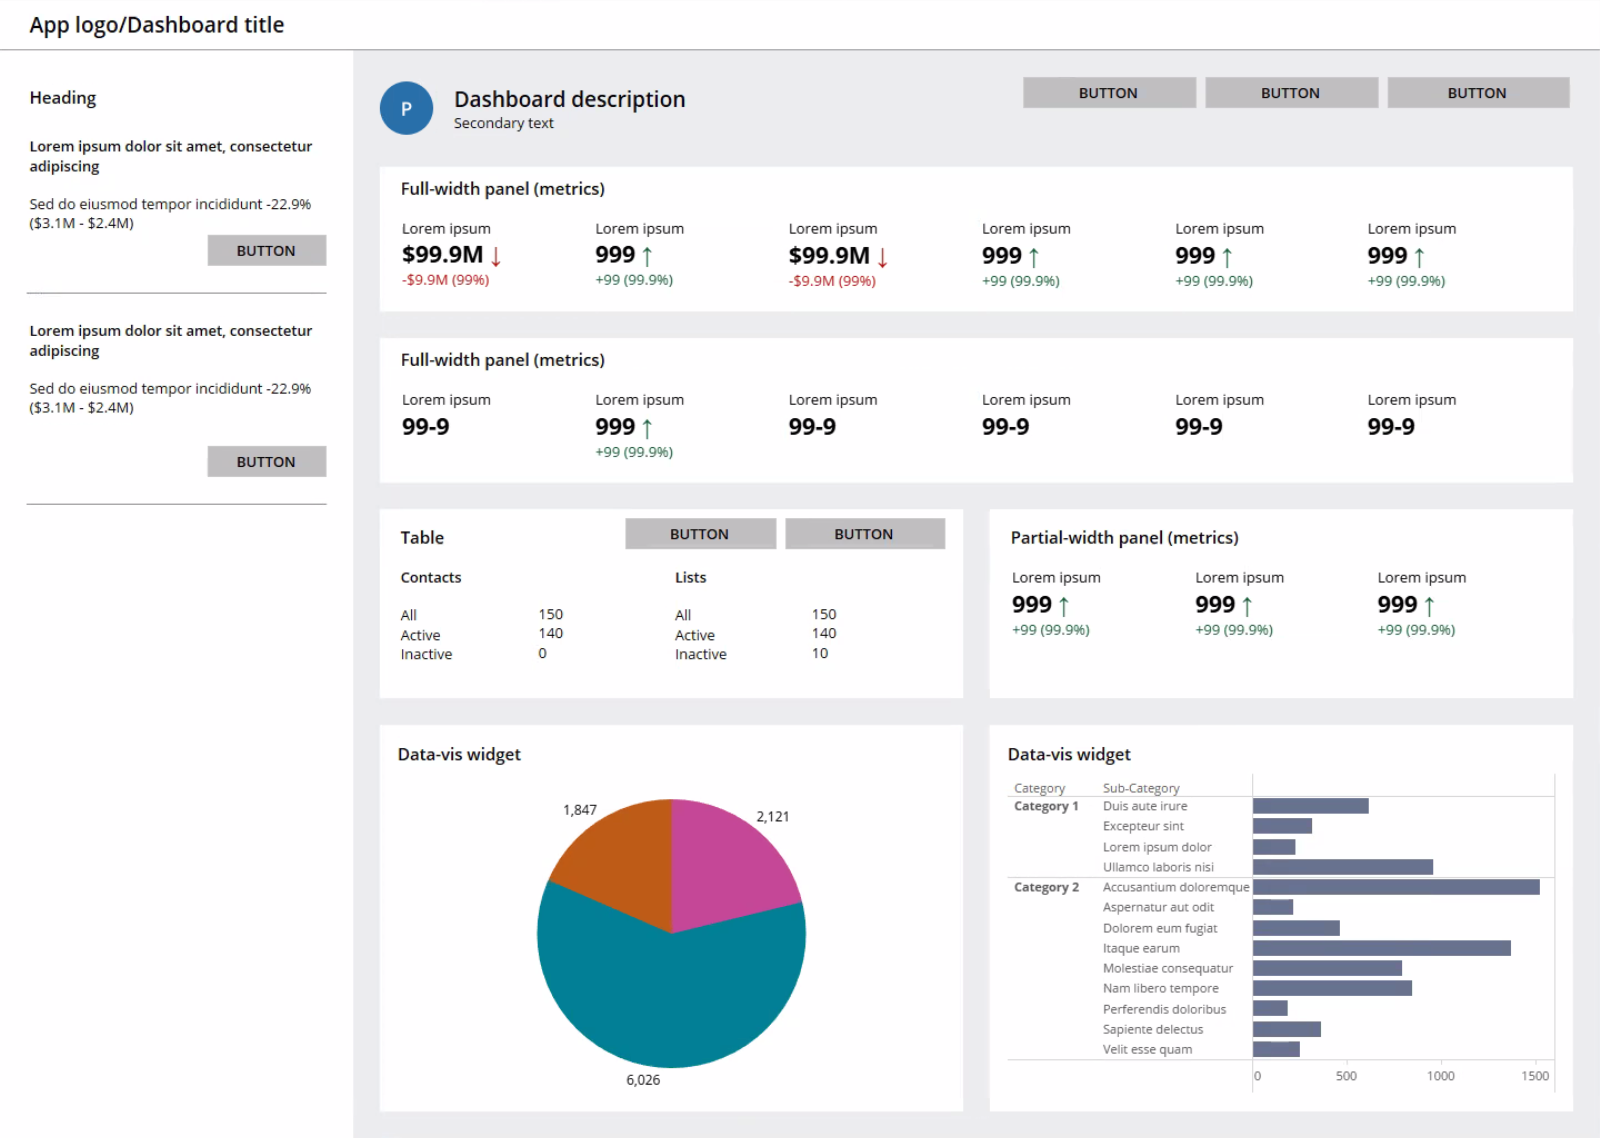 App logo/Dashboard title
Heading
Lorem ipsum dolor sit amet, consectetur
adipiscing
Sed do eiusmod tempor incididunt -22.9%
($3.1M - $2.4M)
BUTTON
Lorem ipsum dolor sit amet, consectetur
adipiscing
Sed do eiusmod tempor incididunt -22.9%
($3.1M - $2.4M)
BUTTON
P
Dashboard description
Secondary text
BUTTON BUTTON BUTTON
Full-width panel (metrics)
Lorem ipsum Lorem ipsum Lorem ipsum Lorem ipsum Lorem ipsum Lorem ipsum
$99.9M ↓ 999 ↑ $99.9M ↓ 999 ↑ 999 ↑ 999 ↑
-$9.9M (99%) +99 (99.9%) -$9.9M (99%) +99 (99.9%) +99 (99.9%) +99 (99.9%)
Full-width panel (metrics)
Lorem ipsum Lorem ipsum Lorem ipsum Lorem ipsum Lorem ipsum Lorem ipsum
99-9 999 ↑ 99-9 99-9 99-9 99-9
+99 (99.9%)
Table BUTTON BUTTON
Contacts Lists
All 150 All 150
Active 140 Active 140
Inactive 0 Inactive 10
Partial-width panel (metrics)
Lorem ipsum Lorem ipsum Lorem ipsum
999 ↑ 999 ↑ 999 ↑
+99 (99.9%) +99 (99.9%) +99 (99.9%)
Data-vis widget
1,847
2,121
6,026
Data-vis widget
Category Sub-Category
Category 1 Duis aute irure
Excepteur sint
Lorem ipsum dolor
Ullamco laboris nisi
Category 2 Accusantium doloremque
Aspernatur aut odit
Dolorem eum fugiat
Itaque earum
Molestiae consequatur
Nam libero tempore
Perferendis doloribus
Sapiente delectus
Velit esse quam
0 500 1000 1500